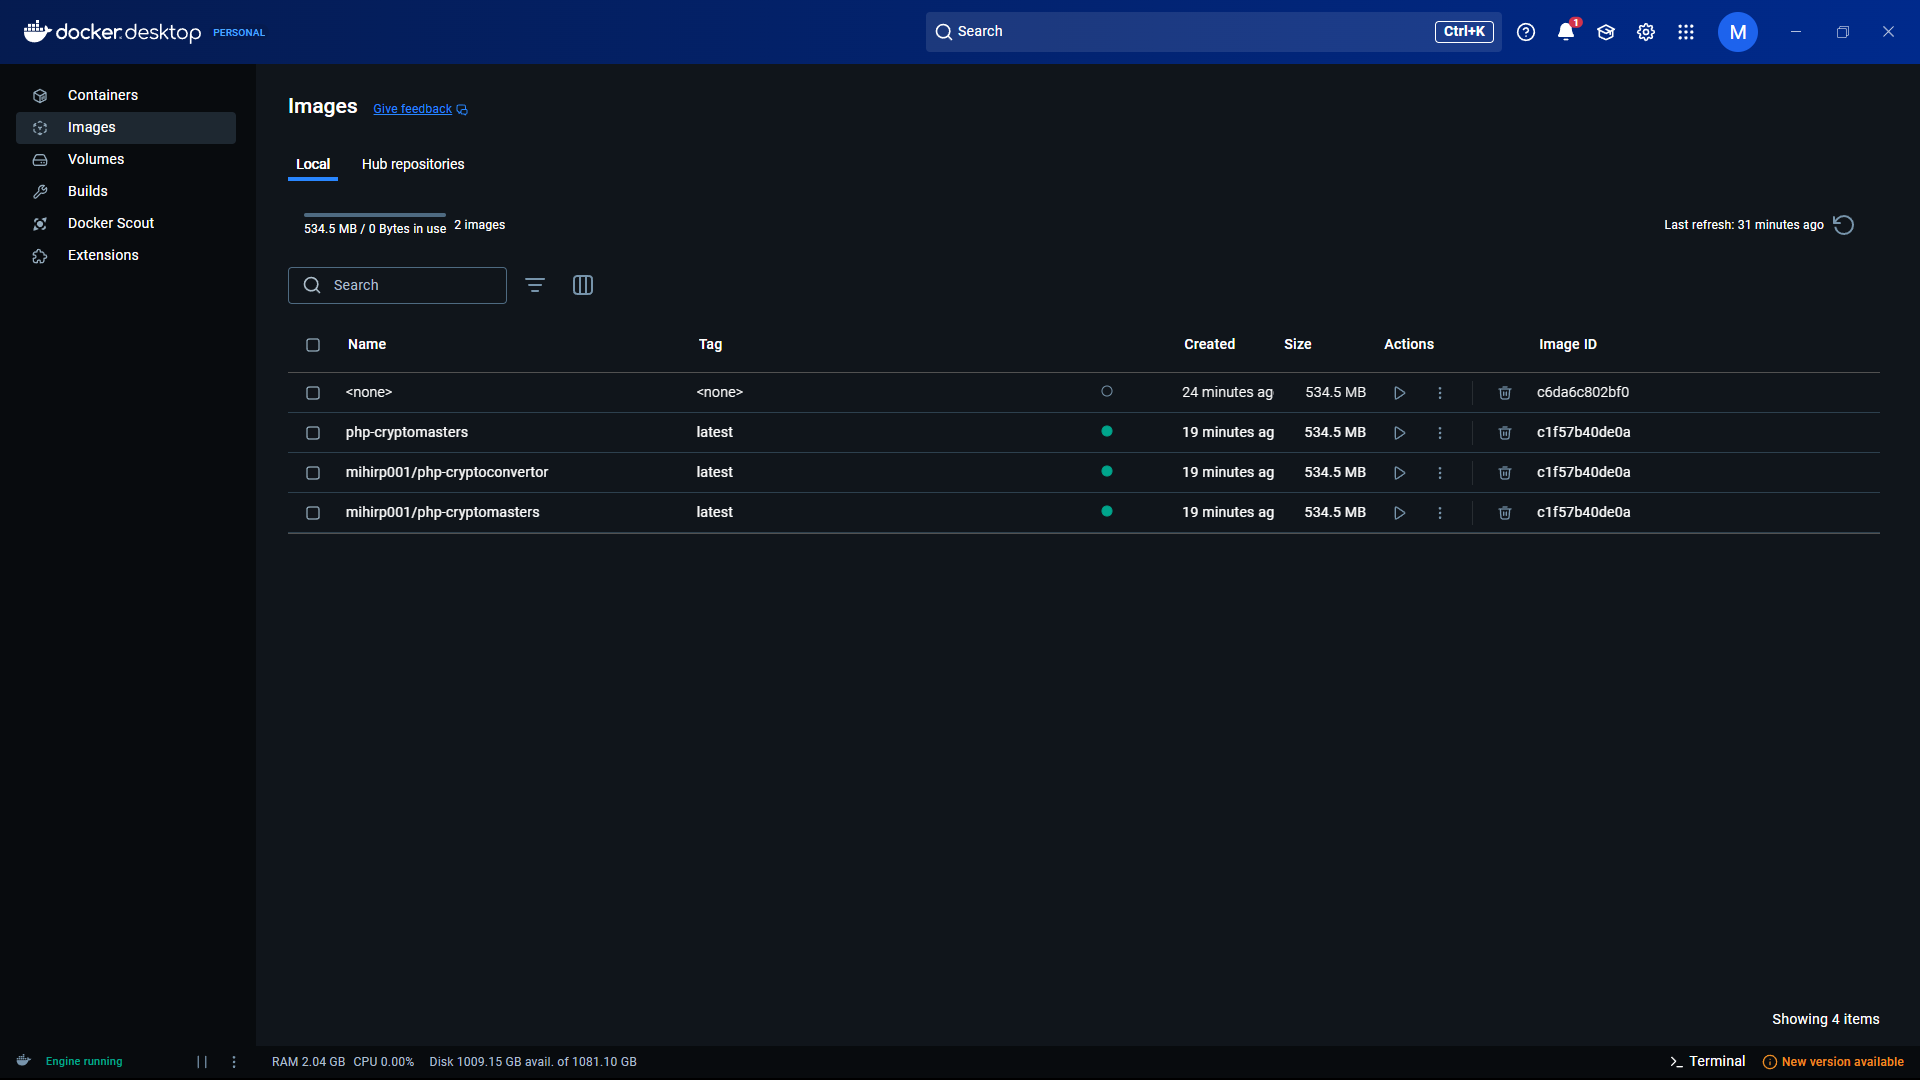 docker.desktop PERSONAL
Search
Ctrl+K
1
M
Containers
Images
Volumes
Builds
Docker Scout
Extensions
Images
Give feedback
Local
Hub repositories
534.5 MB / 0 Bytes in use
2 images
Last refresh: 31 minutes ago
Search
Name Tag Created Size Actions Image ID
<none> <none> 24 minutes ag 534.5 MB c6da6c802bf0
php-cryptomasters latest 19 minutes ag 534.5 MB c1f57b40de0a
mihirp001/php-cryptoconvertor latest 19 minutes ag 534.5 MB c1f57b40de0a
mihirp001/php-cryptomasters latest 19 minutes ag 534.5 MB c1f57b40de0a
Showing 4 items
Engine running
RAM 2.04 GB CPU 0.00% Disk 1009.15 GB avail. of 1081.10 GB
Terminal
New version available